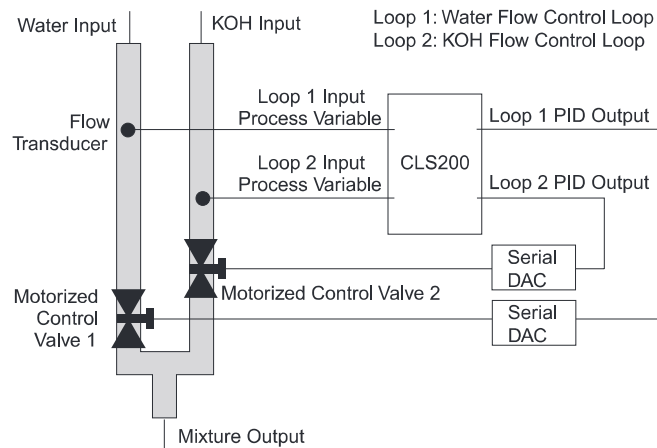 Water Input
KOH Input
Loop 1: Water Flow Control Loop
Loop 2: KOH Flow Control Loop
Flow
Transducer
Loop 1 Input
Process Variable
Loop 1 PID Output
CLS200
Loop 2 Input
Process Variable
Loop 2 PID Output
Serial
DAC
Motorized Control Valve 2
Motorized
Control
Valve 1
Serial
DAC
Mixture Output